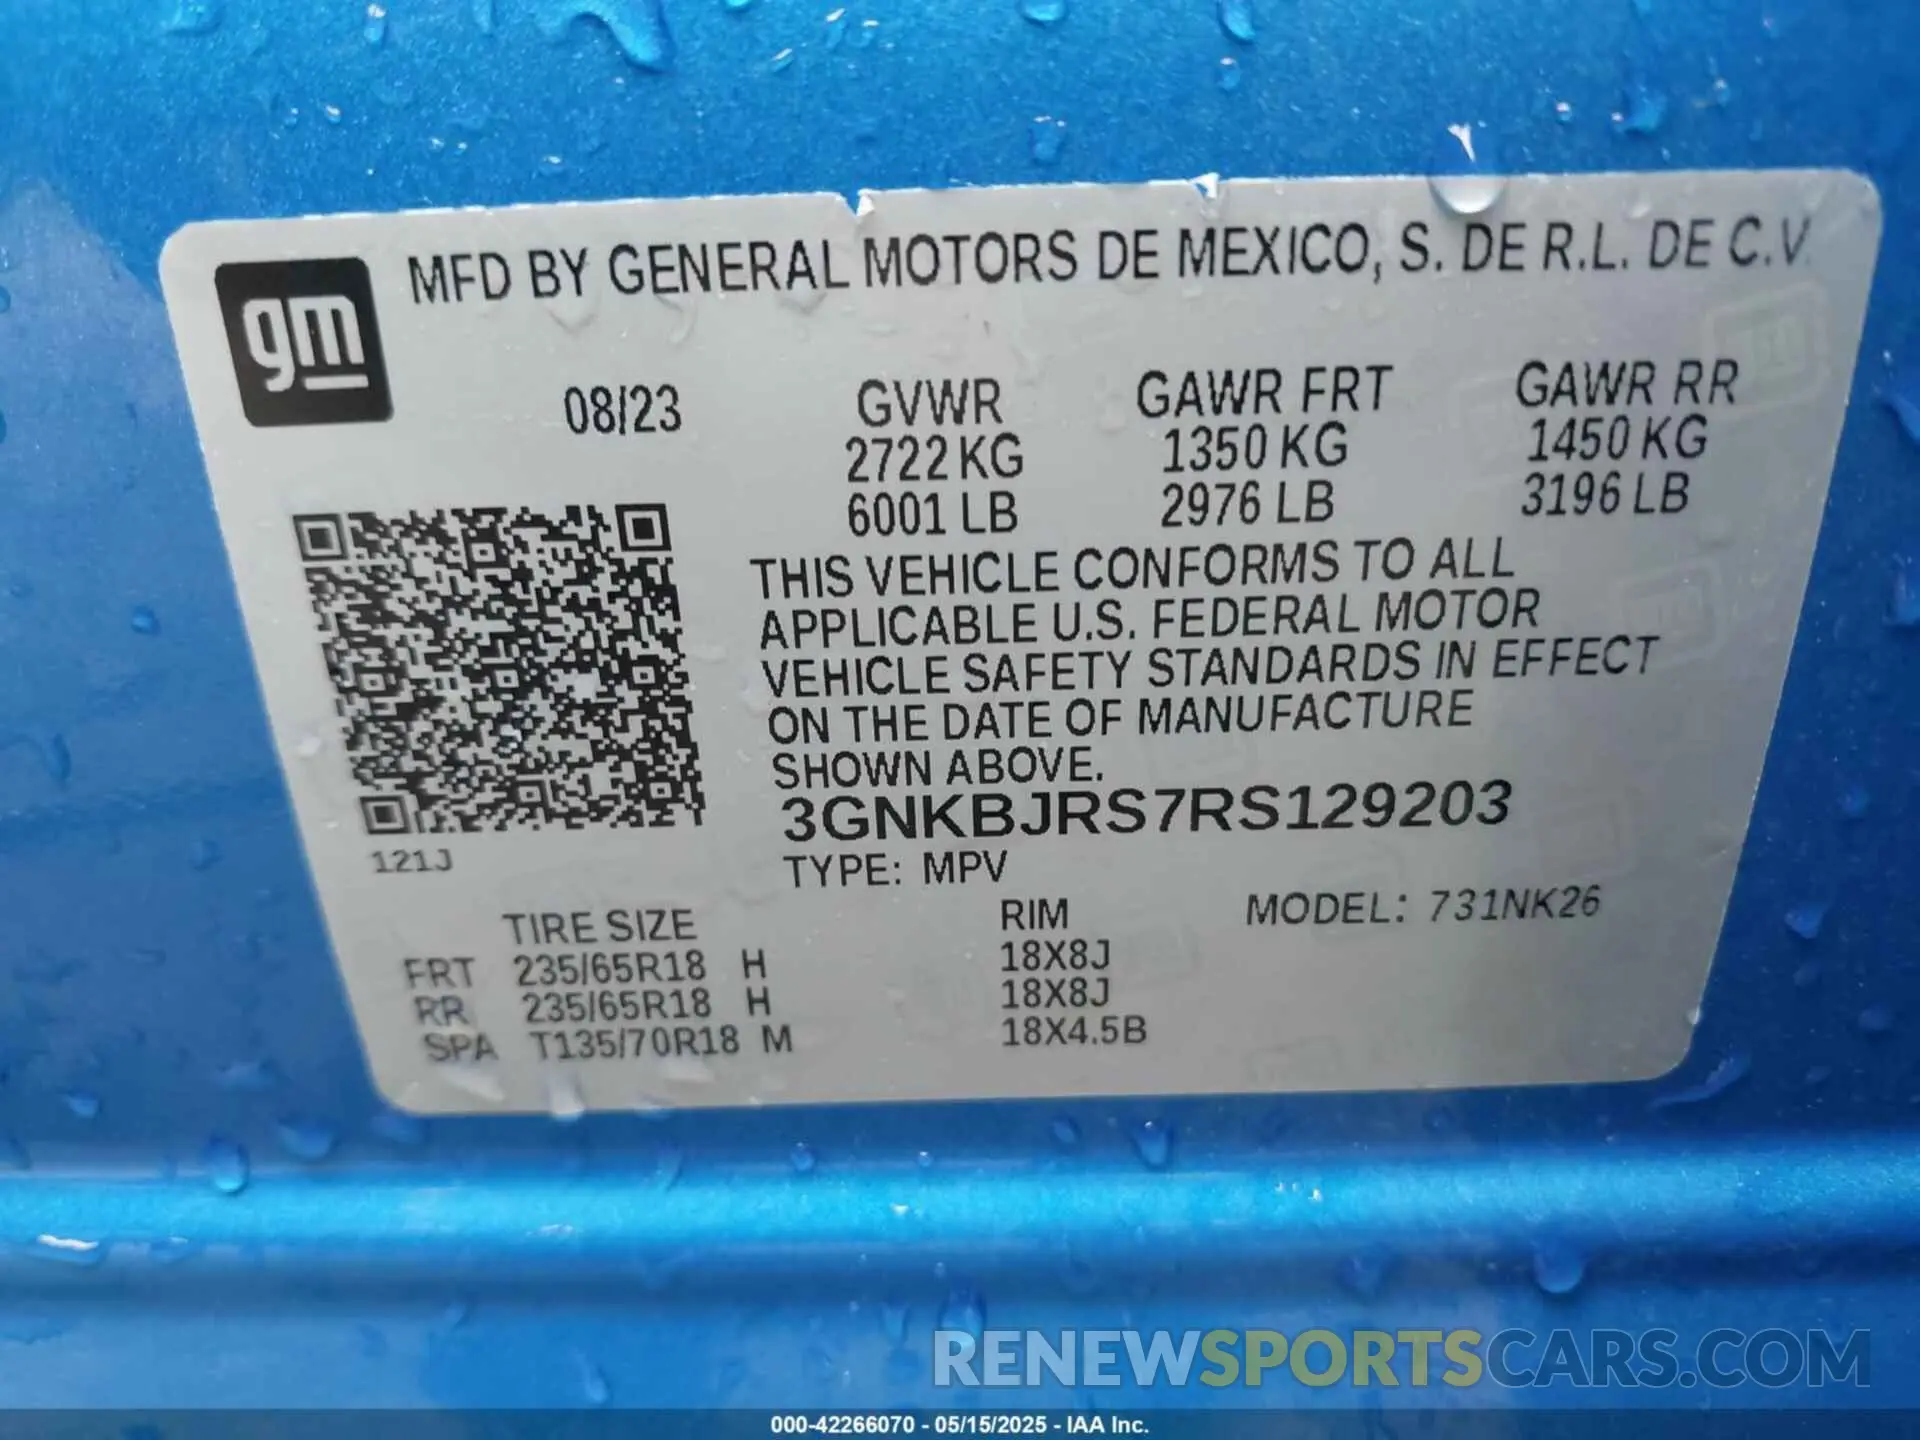 gm
MFD BY GENERAL MOTORS DE MEXICO, S. DE R.L. DE C.V.
08/23
GVWR GAWR FRT GAWR RR
2722 KG 1350 KG 1450 KG
6001 LB 2976 LB 3196 LB
THIS VEHICLE CONFORMS TO ALL
APPLICABLE U.S. FEDERAL MOTOR
VEHICLE SAFETY STANDARDS IN EFFECT
ON THE DATE OF MANUFACTURE
SHOWN ABOVE.
3GNKBJRS7RS129203
121J
TYPE: MPV
TIRE SIZE RIM MODEL: 731NK26
FRT 235/65R18 H 18X8J
RR 235/65R18 H 18X8J
SPA T135/70R18 M 18X4.5B
RENEWSPORTSCARS.COM
000-42266070 - 05/15/2025 - IAA Inc.